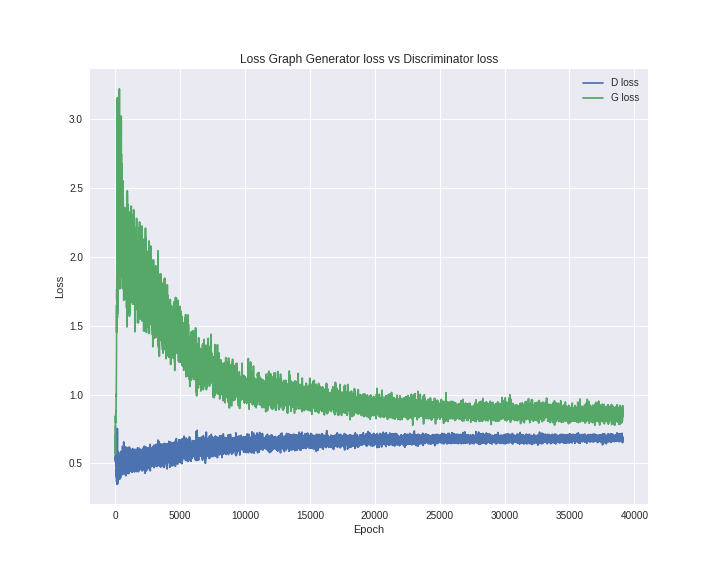 Loss Graph Generator loss vs Discriminator loss
D loss
G loss
3.0
2.5
2.0
1.5
1.0
0.5
Loss
0 5000 10000 15000 20000 25000 30000 35000 40000
Epoch